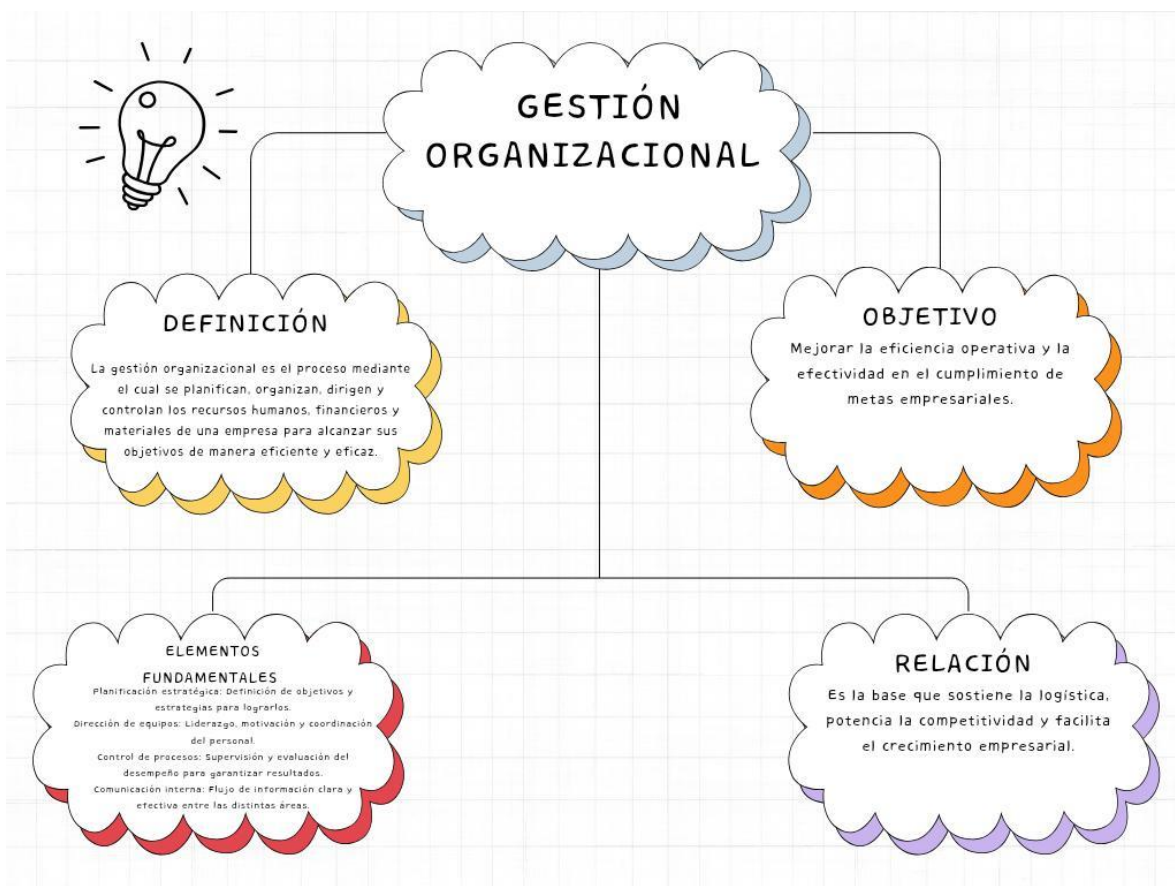 GESTIÓN
ORGANIZACIONAL
DEFINICIÓN
La gestión organizacional es el proceso mediante
el cual se planifican, organizan, dirigen y
controlan los recursos humanos, financieros y
materiales de una empresa para alcanzar sus
objetivos de manera eficiente y eficaz.
OBJETIVO
Mejorar la eficiencia operativa y la
efectividad en el cumplimiento de
metas empresariales.
ELEMENTOS
FUNDAMENTALES
Planificación estratégica: Definición de objetivos y
estrategias para lograrlos.
Dirección de equipos: Liderazgo, motivación y coordinación
del personal.
Control de procesos: Supervisión y evaluación del
desempeño para garantizar resultados.
Comunicación interna: Flujo de información clara y
efectiva entre las distintas áreas.
RELACIÓN
Es la base que sostiene la logística,
potencia la competitividad y facilita
el crecimiento empresarial.